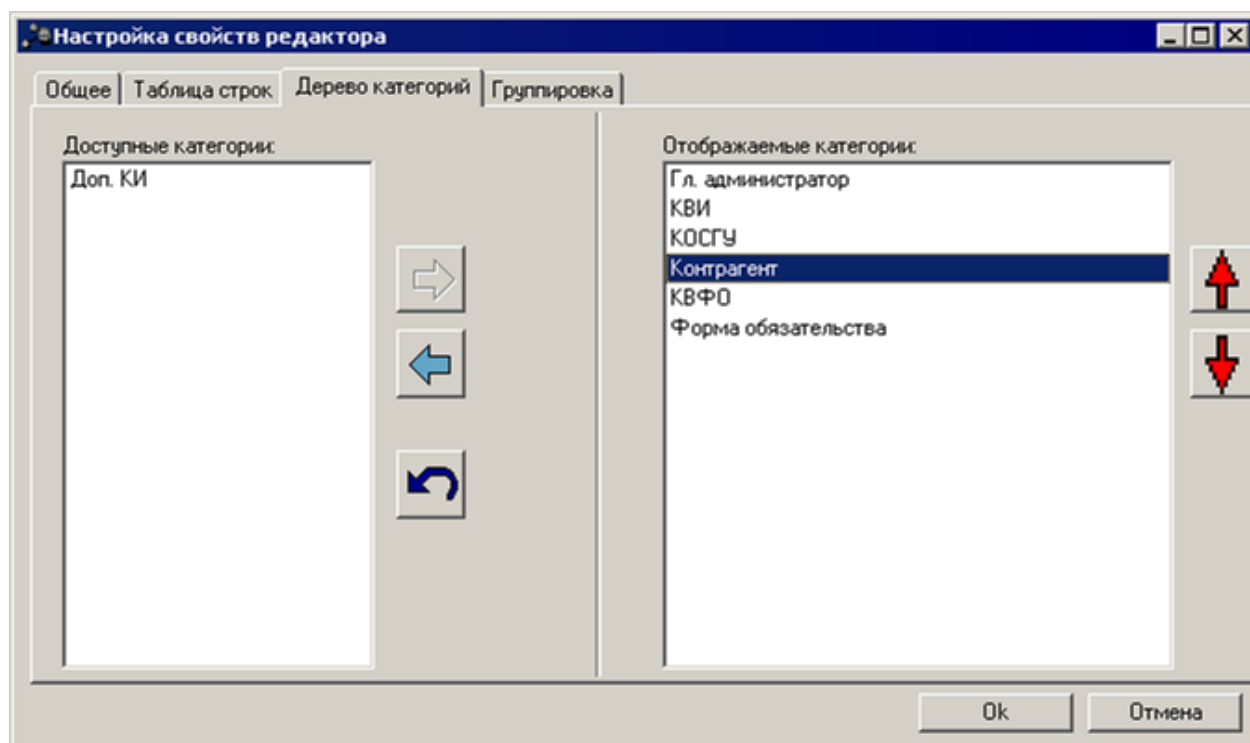 Настройка свойств редактора
Общее Таблица строк Дерево категорий Группировка
Доступные категории:
Доп. КИ
Отображаемые категории:
Гл. администратор
КВИ
КОСГУ
Контрагент
КВФО
Форма обязательства
Ok Отмена